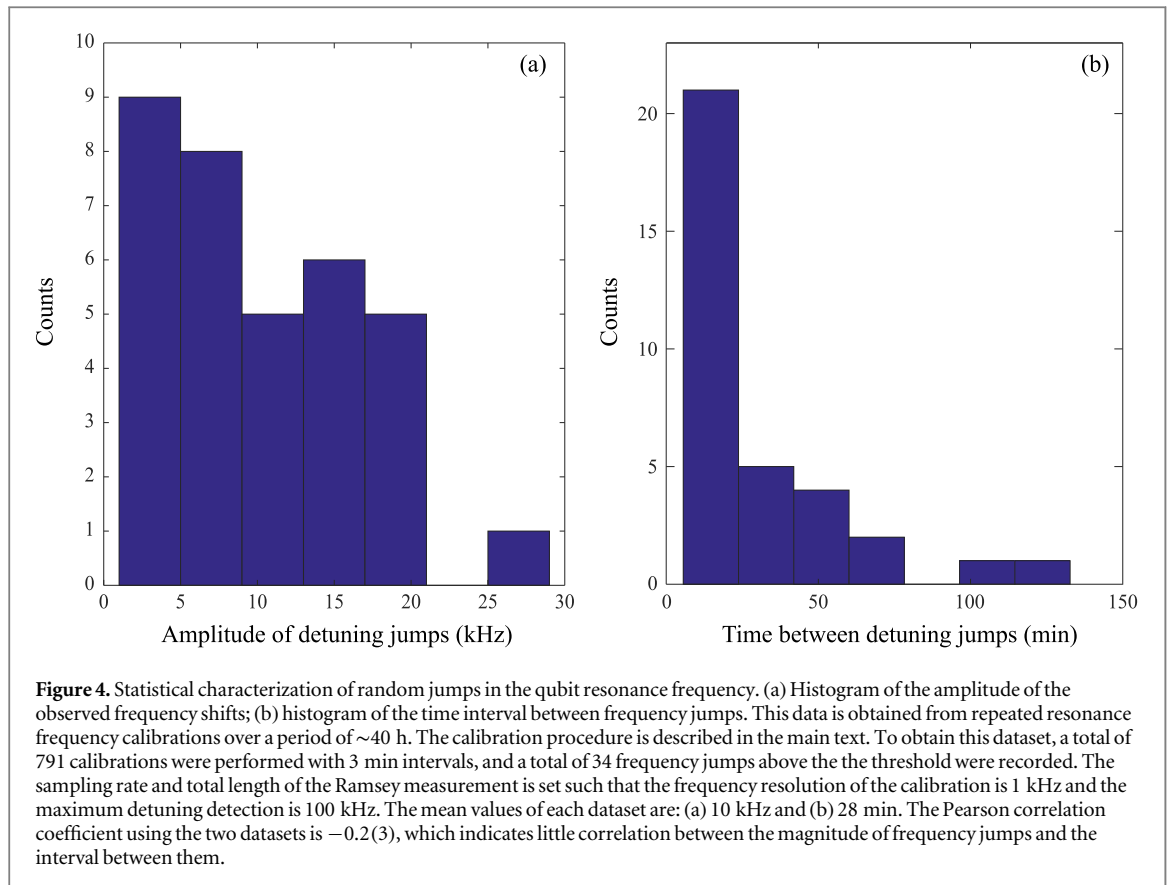 (a)
10
9
8
7
6
5
4
3
2
1
0
Counts
0 5 10 15 20 25 30
Amplitude of detuning jumps (kHz)
(b)
20
15
10
5
0
Counts
0 50 100 150
Time between detuning jumps (min)
Figure 4. Statistical characterization of random jumps in the qubit resonance frequency. (a) Histogram of the amplitude of the
observed frequency shifts; (b) histogram of the time interval between frequency jumps. This data is obtained from repeated resonance
frequency calibrations over a period of ∼40 h. The calibration procedure is described in the main text. To obtain this dataset, a total of
791 calibrations were performed with 3 min intervals, and a total of 34 frequency jumps above the the threshold were recorded. The
sampling rate and total length of the Ramsey measurement is set such that the frequency resolution of the calibration is 1 kHz and the
maximum detuning detection is 100 kHz. The mean values of each dataset are: (a) 10 kHz and (b) 28 min. The Pearson correlation
coefficient using the two datasets is −0.2(3), which indicates little correlation between the magnitude of frequency jumps and the
interval between them.